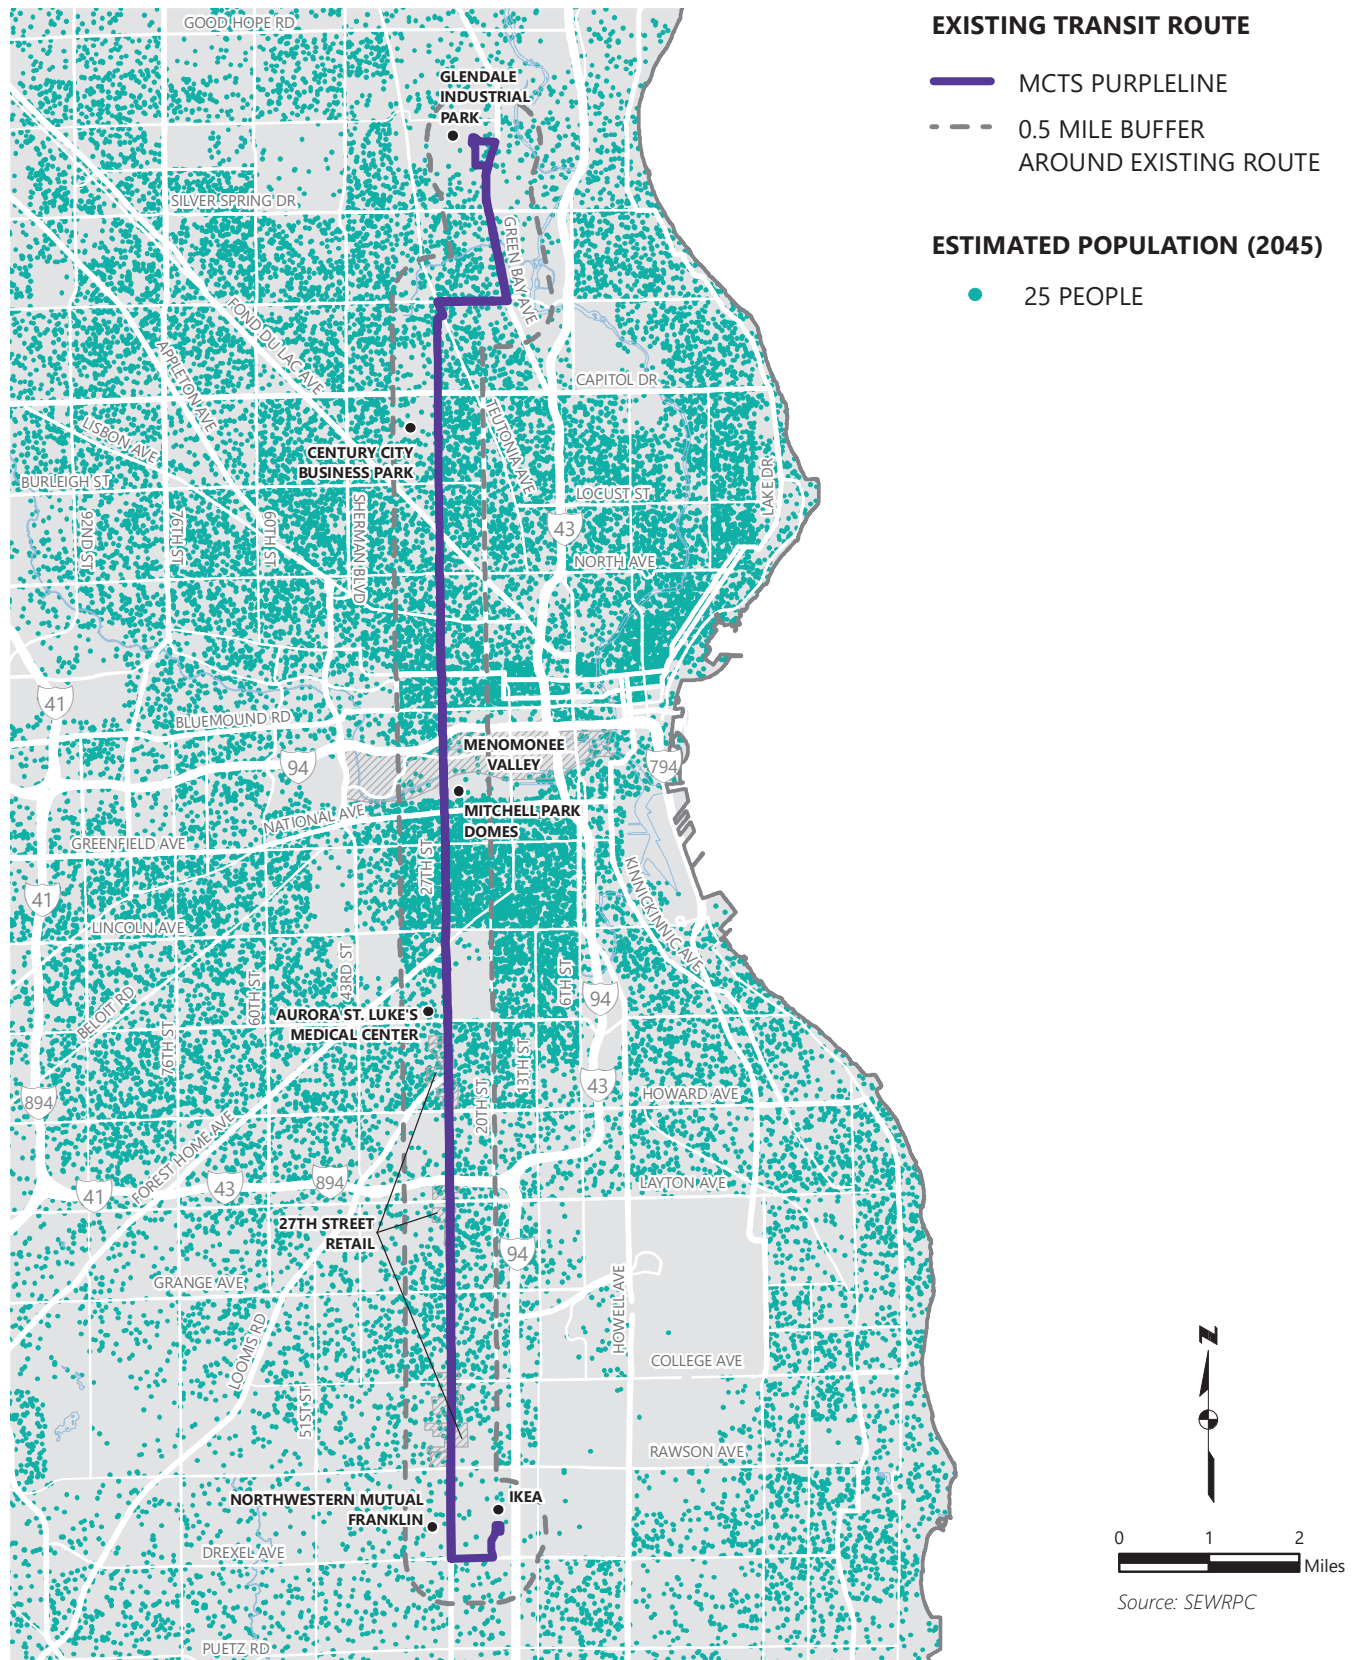 EXISTING TRANSIT ROUTE
MCTS PURPLELINE
0.5 MILE BUFFER
AROUND EXISTING ROUTE
ESTIMATED POPULATION (2045)
25 PEOPLE
GOOD HOPE RD
GLENDALE
INDUSTRIAL
PARK
SILVER SPRING DR
GREEN BAY AVE
FOND DU LAC AVE
APPLETON AVE
CAPITOL DR
LISBON AVE
TEUTONIA AVE
CENTURY CITY
BUSINESS PARK
BURLEIGH ST
LOCUST ST
LAKE DR
92ND ST
76TH ST
60TH ST
SHERMAN BLVD
43
NORTH AVE
41
BLUEMOUND RD
94
MENOMONEE
VALLEY
794
MITCHELL PARK
DOMES
NATIONAL AVE
GREENFIELD AVE
27TH ST
KINNICKINNIC AVE
41
LINCOLN AVE
43RD ST
60TH ST
6TH ST
94
BELOIT RD
AURORA ST. LUKE'S
MEDICAL CENTER
76TH ST
13TH ST
43
894
20TH ST
HOWARD AVE
FOREST HOME AVE
41
43
894
LAYTON AVE
27TH STREET
RETAIL
94
GRANGE AVE
HOWELL AVE
LOOMIS RD
COLLEGE AVE
51ST ST
RAWSON AVE
NORTHWESTERN MUTUAL
FRANKLIN
IKEA
DREXEL AVE
PUETZ RD
N
0 1 2
Miles
Source: SEWRPC